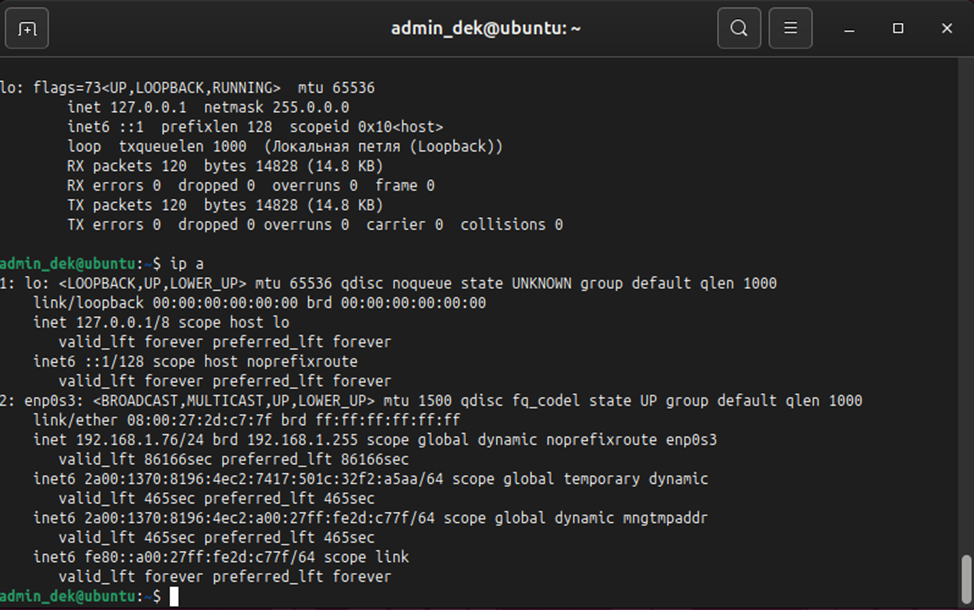 admin_dek@ubuntu: ~
lo: flags=73<UP,LOOPBACK,RUNNING>  mtu 65536
        inet 127.0.0.1  netmask 255.0.0.0
        inet6 ::1  prefixlen 128  scopeid 0x10<host>
        loop  txqueuelen 1000  (Локальная петля (Loopback))
        RX packets 120  bytes 14828 (14.8 KB)
        RX errors 0  dropped 0  overruns 0  frame 0
        TX packets 120  bytes 14828 (14.8 KB)
        TX errors 0  dropped 0 overruns 0  carrier 0  collisions 0
admin_dek@ubuntu:~$ ip a
1: lo: <LOOPBACK,UP,LOWER_UP> mtu 65536 qdisc noqueue state UNKNOWN group default qlen 1000
    link/loopback 00:00:00:00:00:00 brd 00:00:00:00:00:00
    inet 127.0.0.1/8 scope host lo
       valid_lft forever preferred_lft forever
    inet6 ::1/128 scope host noprefixroute
       valid_lft forever preferred_lft forever
2: enp0s3: <BROADCAST,MULTICAST,UP,LOWER_UP> mtu 1500 qdisc fq_codel state UP group default qlen 1000
    link/ether 08:00:27:2d:c7:7f brd ff:ff:ff:ff:ff:ff
    inet 192.168.1.76/24 brd 192.168.1.255 scope global dynamic noprefixroute enp0s3
       valid_lft 86166sec preferred_lft 86166sec
    inet6 2a00:1370:8196:4ec2:7417:501c:32f2:a5aa/64 scope global temporary dynamic
       valid_lft 465sec preferred_lft 465sec
    inet6 2a00:1370:8196:4ec2:a00:27ff:fe2d:c77f/64 scope global dynamic mngtmpaddr
       valid_lft 465sec preferred_lft 465sec
    inet6 fe80::a00:27ff:fe2d:c77f/64 scope link
       valid_lft forever preferred_lft forever
admin_dek@ubuntu:~$